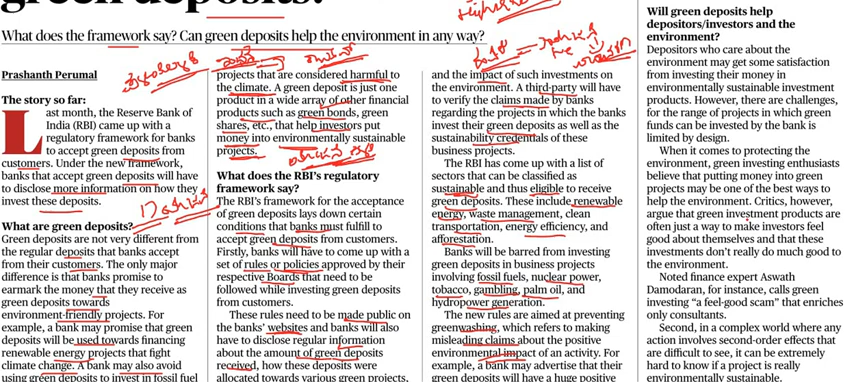 green deposits?
What does the framework say? Can green deposits help the environment in any way?
Prashanth Perumal
The story so far:
Last month, the Reserve Bank of
India (RBI) came up with a
regulatory framework for banks
to accept green deposits from
customers. Under the new framework,
banks that accept green deposits will have
to disclose more information on how they
invest these deposits.
What are green deposits?
Green deposits are not very different from
the regular deposits that banks accept
from their customers. The only major
difference is that banks promise to
earmark the money that they receive as
green deposits towards
environment-friendly projects. For
example, a bank may promise that green
deposits will be used towards financing
renewable energy projects that fight
climate change. A bank may also avoid
using green deposits to invest in fossil fuel
projects that are considered harmful to
the climate. A green deposit is just one
product in a wide array of other financial
products such as green bonds, green
shares, etc., that help investors put
money into environmentally sustainable
projects.
What does the RBI's regulatory
framework say?
The RBI's framework for the acceptance
of green deposits lays down certain
conditions that banks must fulfill to
accept green deposits from customers.
Firstly, banks will have to come up with a
set of rules or policies approved by their
respective Boards that need to be
followed while investing green deposits
from customers.
These rules need to be made public on
the banks' websites and banks will also
have to disclose regular information
about the amount of green deposits
received, how these deposits were
allocated towards various green projects,
and the impact of such investments on
the environment. A third-party will have
to verify the claims made by banks
regarding the projects in which the banks
invest their green deposits as well as the
sustainability credentials of these
business projects.
The RBI has come up with a list of
sectors that can be classified as
sustainable and thus eligible to receive
green deposits. These include renewable
energy, waste management, clean
transportation, energy efficiency, and
afforestation.
Banks will be barred from investing
green deposits in business projects
involving fossil fuels, nuclear power,
tobacco, gambling, palm oil, and
hydropower generation.
The new rules are aimed at preventing
greenwashing, which refers to making
misleading claims about the positive
environmental impact of an activity. For
example, a bank may advertise that their
green deposits will have a huge positive
Will green deposits help
depositors/investors and the
environment?
Depositors who care about the
environment may get some satisfaction
from investing their money in
environmentally sustainable investment
products. However, there are challenges,
for the range of projects in which green
funds can be invested by the bank is
limited by design.
When it comes to protecting the
environment, green investing enthusiasts
believe that putting money into green
projects may be one of the best ways to
help the environment. Critics, however,
argue that green investment products are
often just a way to make investors feel
good about themselves and that these
investments don't really do much good to
the environment.
Noted finance expert Aswath
Damodaran, for instance, calls green
investing "a feel-good scam" that enriches
only consultants.
Second, in a complex world where any
action involves second-order effects that
are difficult to see, it can be extremely
hard to know if a project is really
environmentally sustainable.